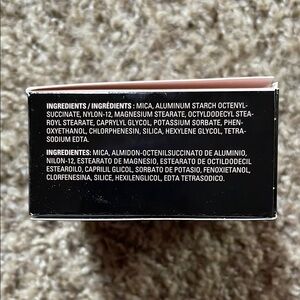 INGREDIENTS / INGRÉDIENTS : MICA, ALUMINUM STARCH OCTENYL-
SUCCINATE, NYLON-12, MAGNESIUM STEARATE, OCTYLDODECYL STEA-
ROYL STEARATE, CAPRYLYL GLYCOL, POTASSIUM SORBATE, PHEN-
OXYETHANOL, CHLORPHENESIN, SILICA, HEXYLENE GLYCOL, TETRA-
SODIUM EDTA.
INGREDIENTES: MICA, ALMIDON-OCTENILSUCCINATO DE ALUMINIO,
NILON-12, ESTEARATO DE MAGNESIO, ESTEARATO DE OCTILDODECIL
ESTEAROILO, CAPRILIL GLICOL, SORBATO DE POTASIO, FENOXIETANOL,
CLORFENESINA, SILICE, HEXILENGLICOL, EDTA TETRASODICO.